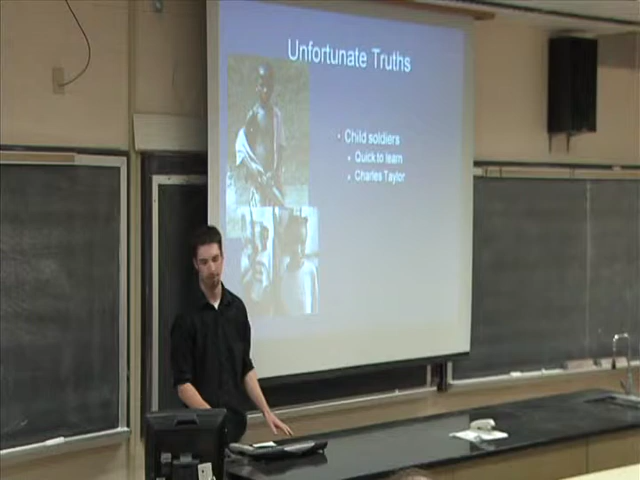 Unfortunate Truths
Child soldiers
Quick to learn
Charles Taylor